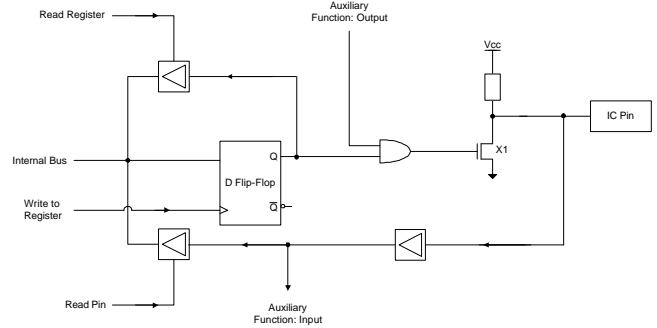 Auxiliary
Function: Output
Read Register
Vcc
IC Pin
X1
Internal Bus
Q
D Flip-Flop
Write to
Register
Q
Read Pin
Auxiliary
Function: Input